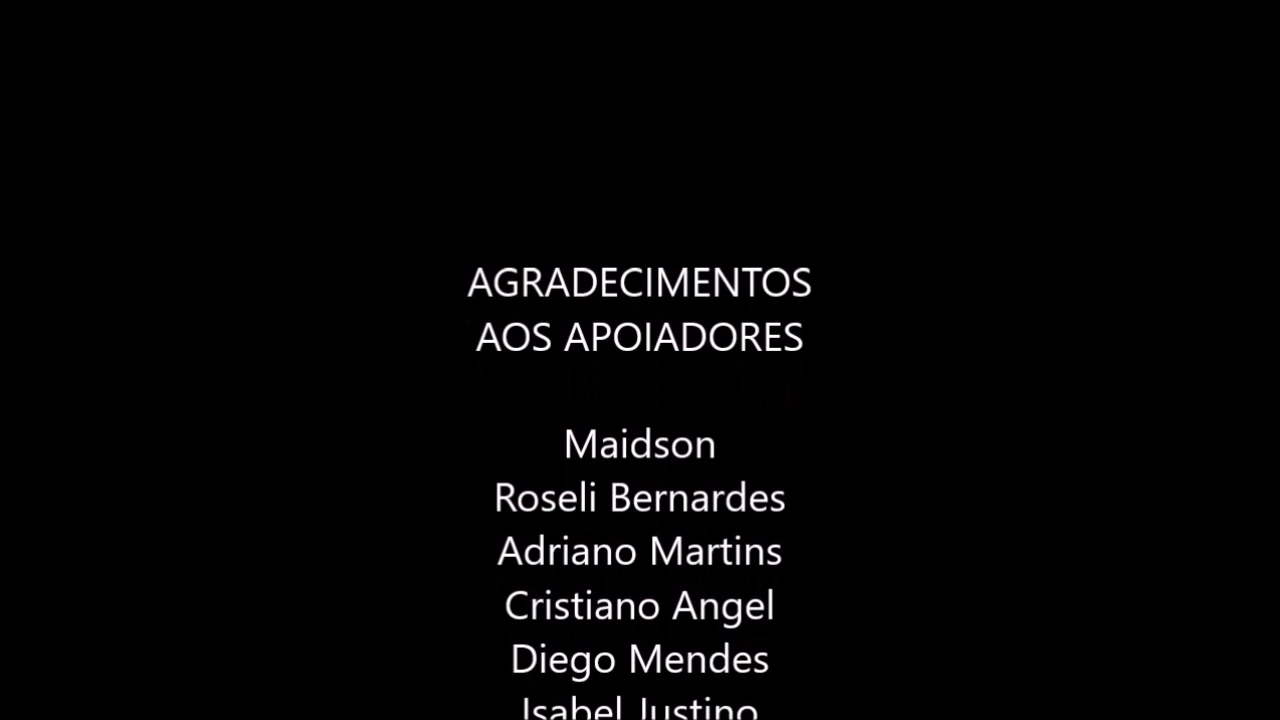 AGRADECIMENTOS
AOS APOIADORES
Maidson
Roseli Bernardes
Adriano Martins
Cristiano Angel
Diego Mendes
Isabel Justino